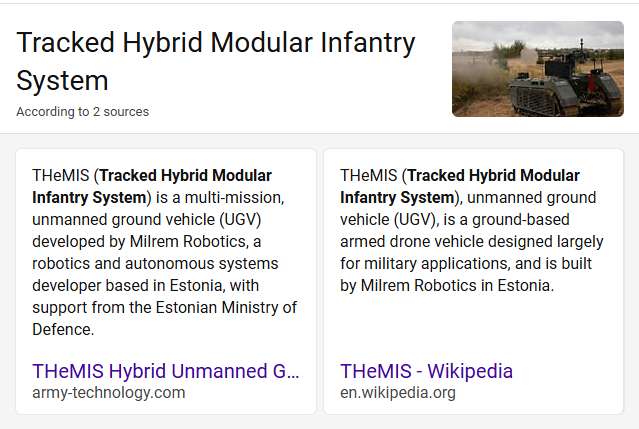 Tracked Hybrid Modular Infantry
System
According to 2 sources
THeMIS (Tracked Hybrid Modular
Infantry System) is a multi-mission,
unmanned ground vehicle (UGV)
developed by Milrem Robotics, a
robotics and autonomous systems
developer based in Estonia, with
support from the Estonian Ministry of
Defence.
THeMIS Hybrid Unmanned G...
army-technology.com
THeMIS (Tracked Hybrid Modular
Infantry System), unmanned ground
vehicle (UGV), is a ground-based
armed drone vehicle designed largely
for military applications, and is built
by Milrem Robotics in Estonia.
THeMIS - Wikipedia
en.wikipedia.org